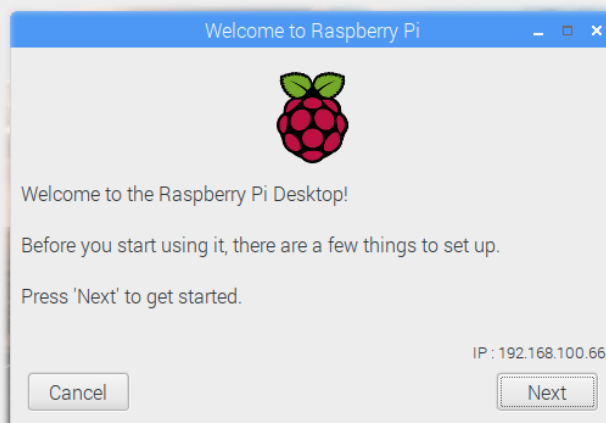 Welcome to Raspberry Pi
Welcome to the Raspberry Pi Desktop!
Before you start using it, there are a few things to set up.
Press 'Next' to get started.
IP : 192.168.100.66
Cancel
Next